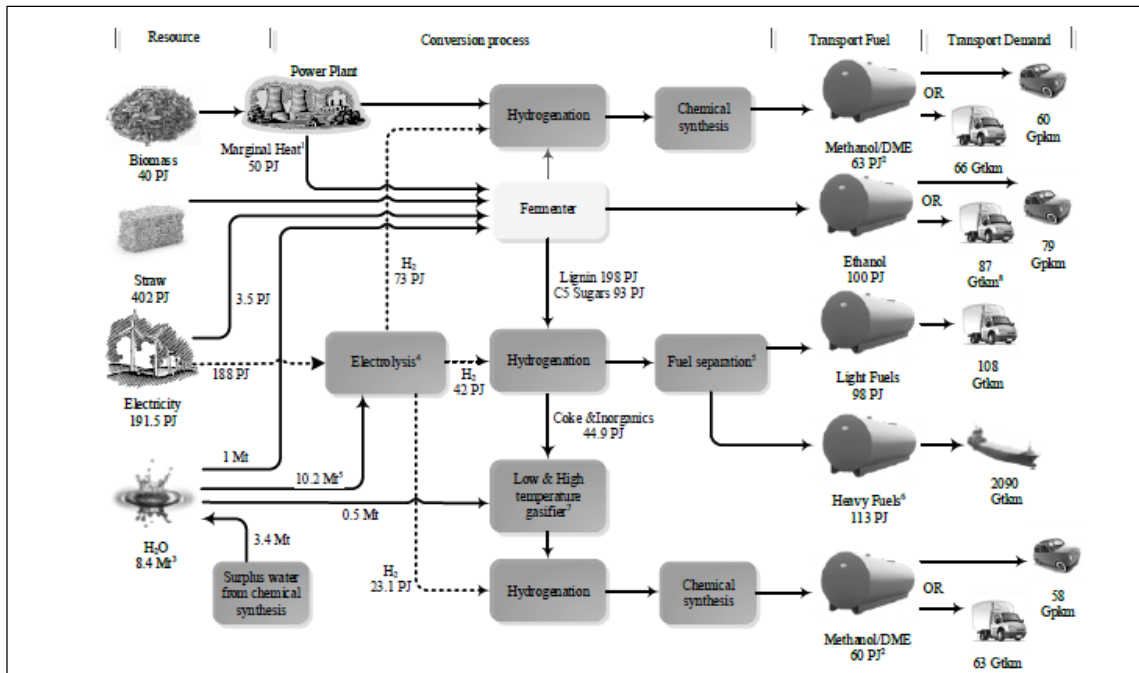 Resource
Conversion process
Transport Fuel
Transport Demand
Power Plant
Biomass
40 PJ
Marginal Heat¹
50 PJ
Hydrogenation
Chemical
synthesis
Methanol/DME
63 PJ²
OR
60
Gpkm
66 Gtkm
Straw
402 PJ
Fermenter
Ethanol
100 PJ
OR
87
Gtkm⁸
79
Gpkm
3.5 PJ
H₂
73 PJ
Lignin 198 PJ
C5 Sugars 93 PJ
Electricity
191.5 PJ
188 PJ
Electrolysis⁴
H₂
42 PJ
Hydrogenation
Fuel separation⁵
Light Fuels
98 PJ
108
Gtkm
Coke &Inorganics
44.9 PJ
Heavy Fuels⁶
113 PJ
2090
Gtkm
H₂O
8.4 Mt³
1 Mt
10.2 Mt⁵
0.5 Mt
3.4 Mt
Low & High
temperature
gasifier⁷
Surplus water
from chemical
synthesis
H₂
23.1 PJ
Hydrogenation
Chemical
synthesis
Methanol/DME
60 PJ²
OR
58
Gpkm
63 Gtkm